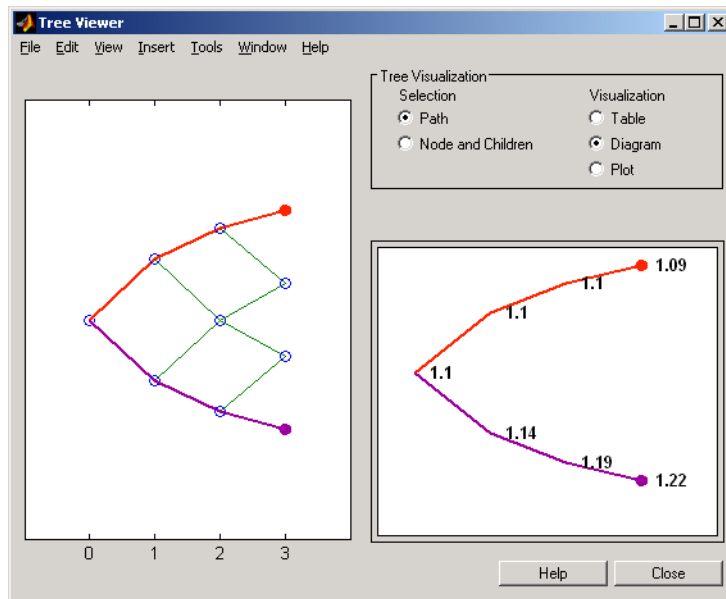 Tree Viewer
File Edit View Insert Tools Window Help
Tree Visualization
Selection Visualization
Path Table
Node and Children Diagram
Plot
1.09
1.1
1.1
1.1
1.14
1.19
1.22
0 1 2 3
Help Close